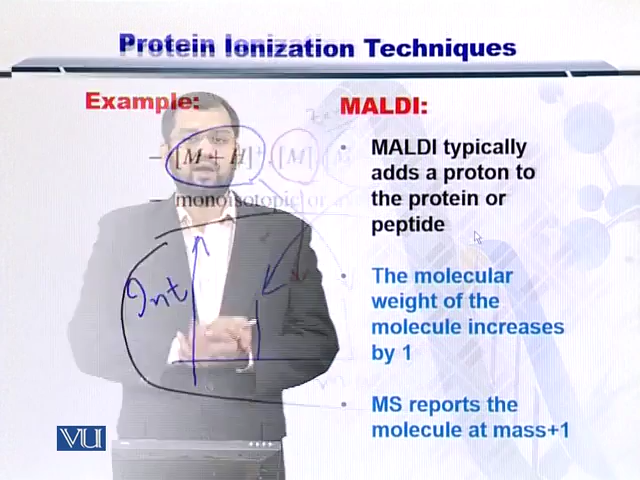 Protein Ionization Techniques
Example:
– [M + H]⁺, [M]
– monoisotopic or
Int
MALDI:
• MALDI typically
adds a proton to
the protein or
peptide
• The molecular
weight of the
molecule increases
by 1
• MS reports the
molecule at mass+1
VU